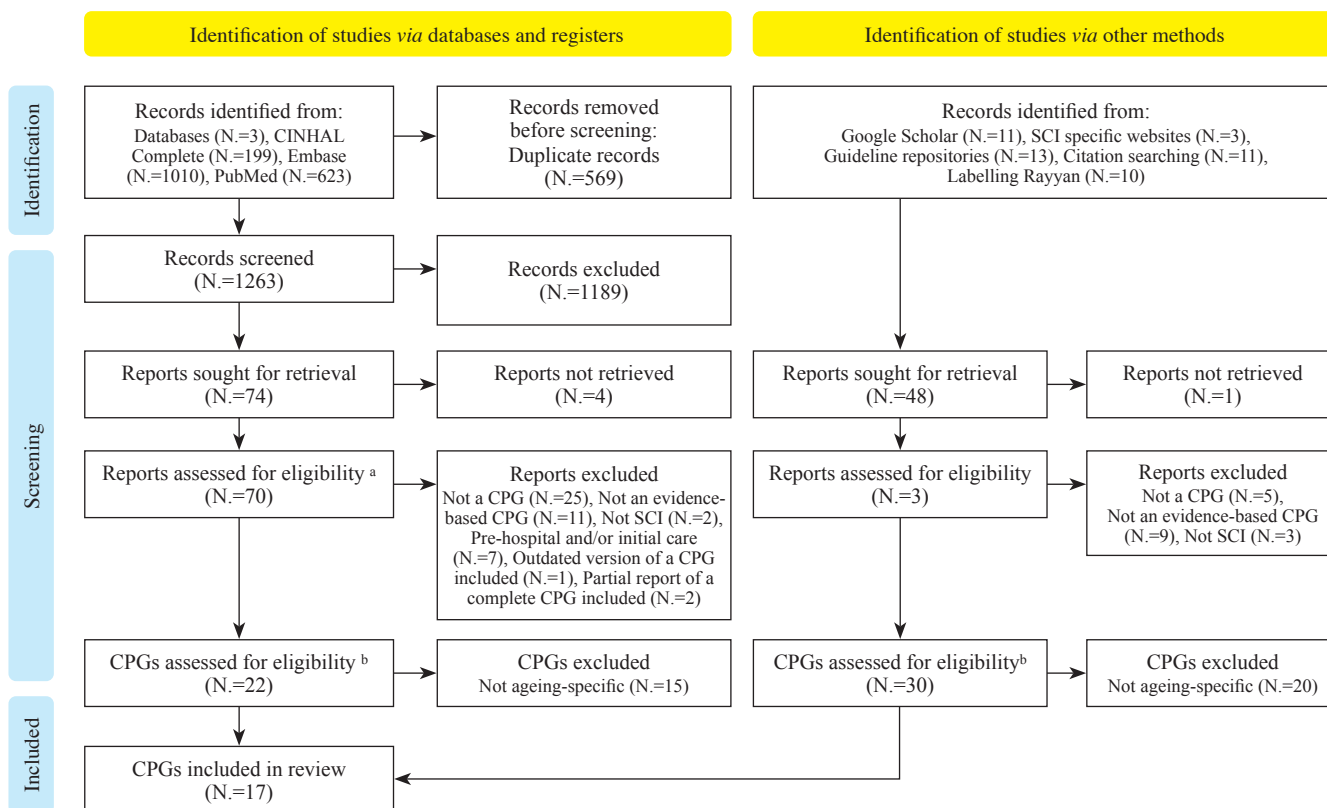 Identification of studies via databases and registers
Identification of studies via other methods
Identification
Records identified from:
Databases (N.=3), CINHAL
Complete (N.=199), Embase
(N.=1010), PubMed (N.=623)
Records removed
before screening:
Duplicate records
(N.=569)
Records identified from:
Google Scholar (N.=11), SCI specific websites (N.=3),
Guideline repositories (N.=13), Citation searching (N.=11),
Labelling Rayyan (N.=10)
Screening
Records screened
(N.=1263)
Records excluded
(N.=1189)
Reports sought for retrieval
(N.=74)
Reports not retrieved
(N.=4)
Reports sought for retrieval
(N.=48)
Reports not retrieved
(N.=1)
Reports assessed for eligibility a
(N.=70)
Reports excluded
Not a CPG (N.=25), Not an evidence-
based CPG (N.=11), Not SCI (N.=2),
Pre-hospital and/or initial care
(N.=7), Outdated version of a CPG
included (N.=1), Partial report of a
complete CPG included (N.=2)
Reports assessed for eligibility
(N.=3)
Reports excluded
Not a CPG (N.=5),
Not an evidence-based CPG
(N.=9), Not SCI (N.=3)
CPGs assessed for eligibility b
(N.=22)
CPGs excluded
Not ageing-specific (N.=15)
CPGs assessed for eligibility b
(N.=30)
CPGs excluded
Not ageing-specific (N.=20)
Included
CPGs included in review
(N.=17)